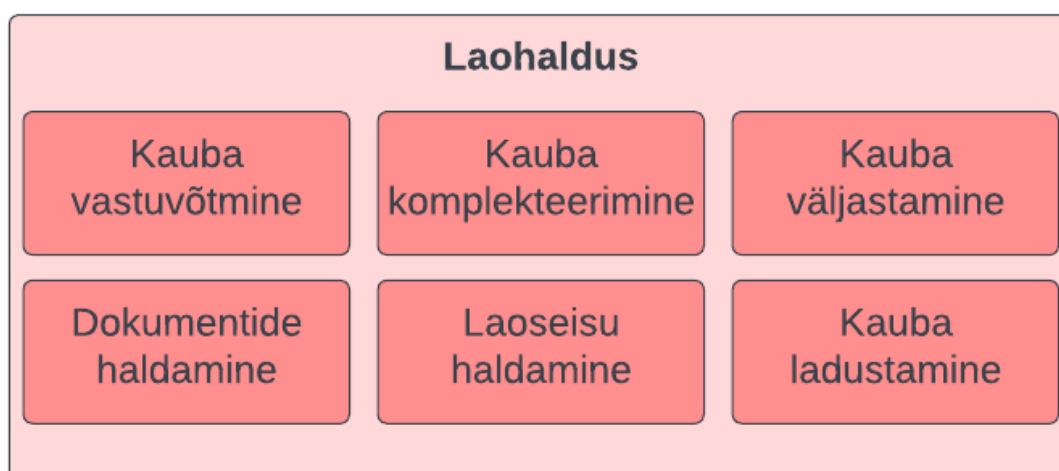 Laohaldus
Kauba
vastuvõtmine
Kauba
komplekteerimine
Kauba
väljastamine
Dokumentide
haldamine
Laoseisu
haldamine
Kauba
ladustamine